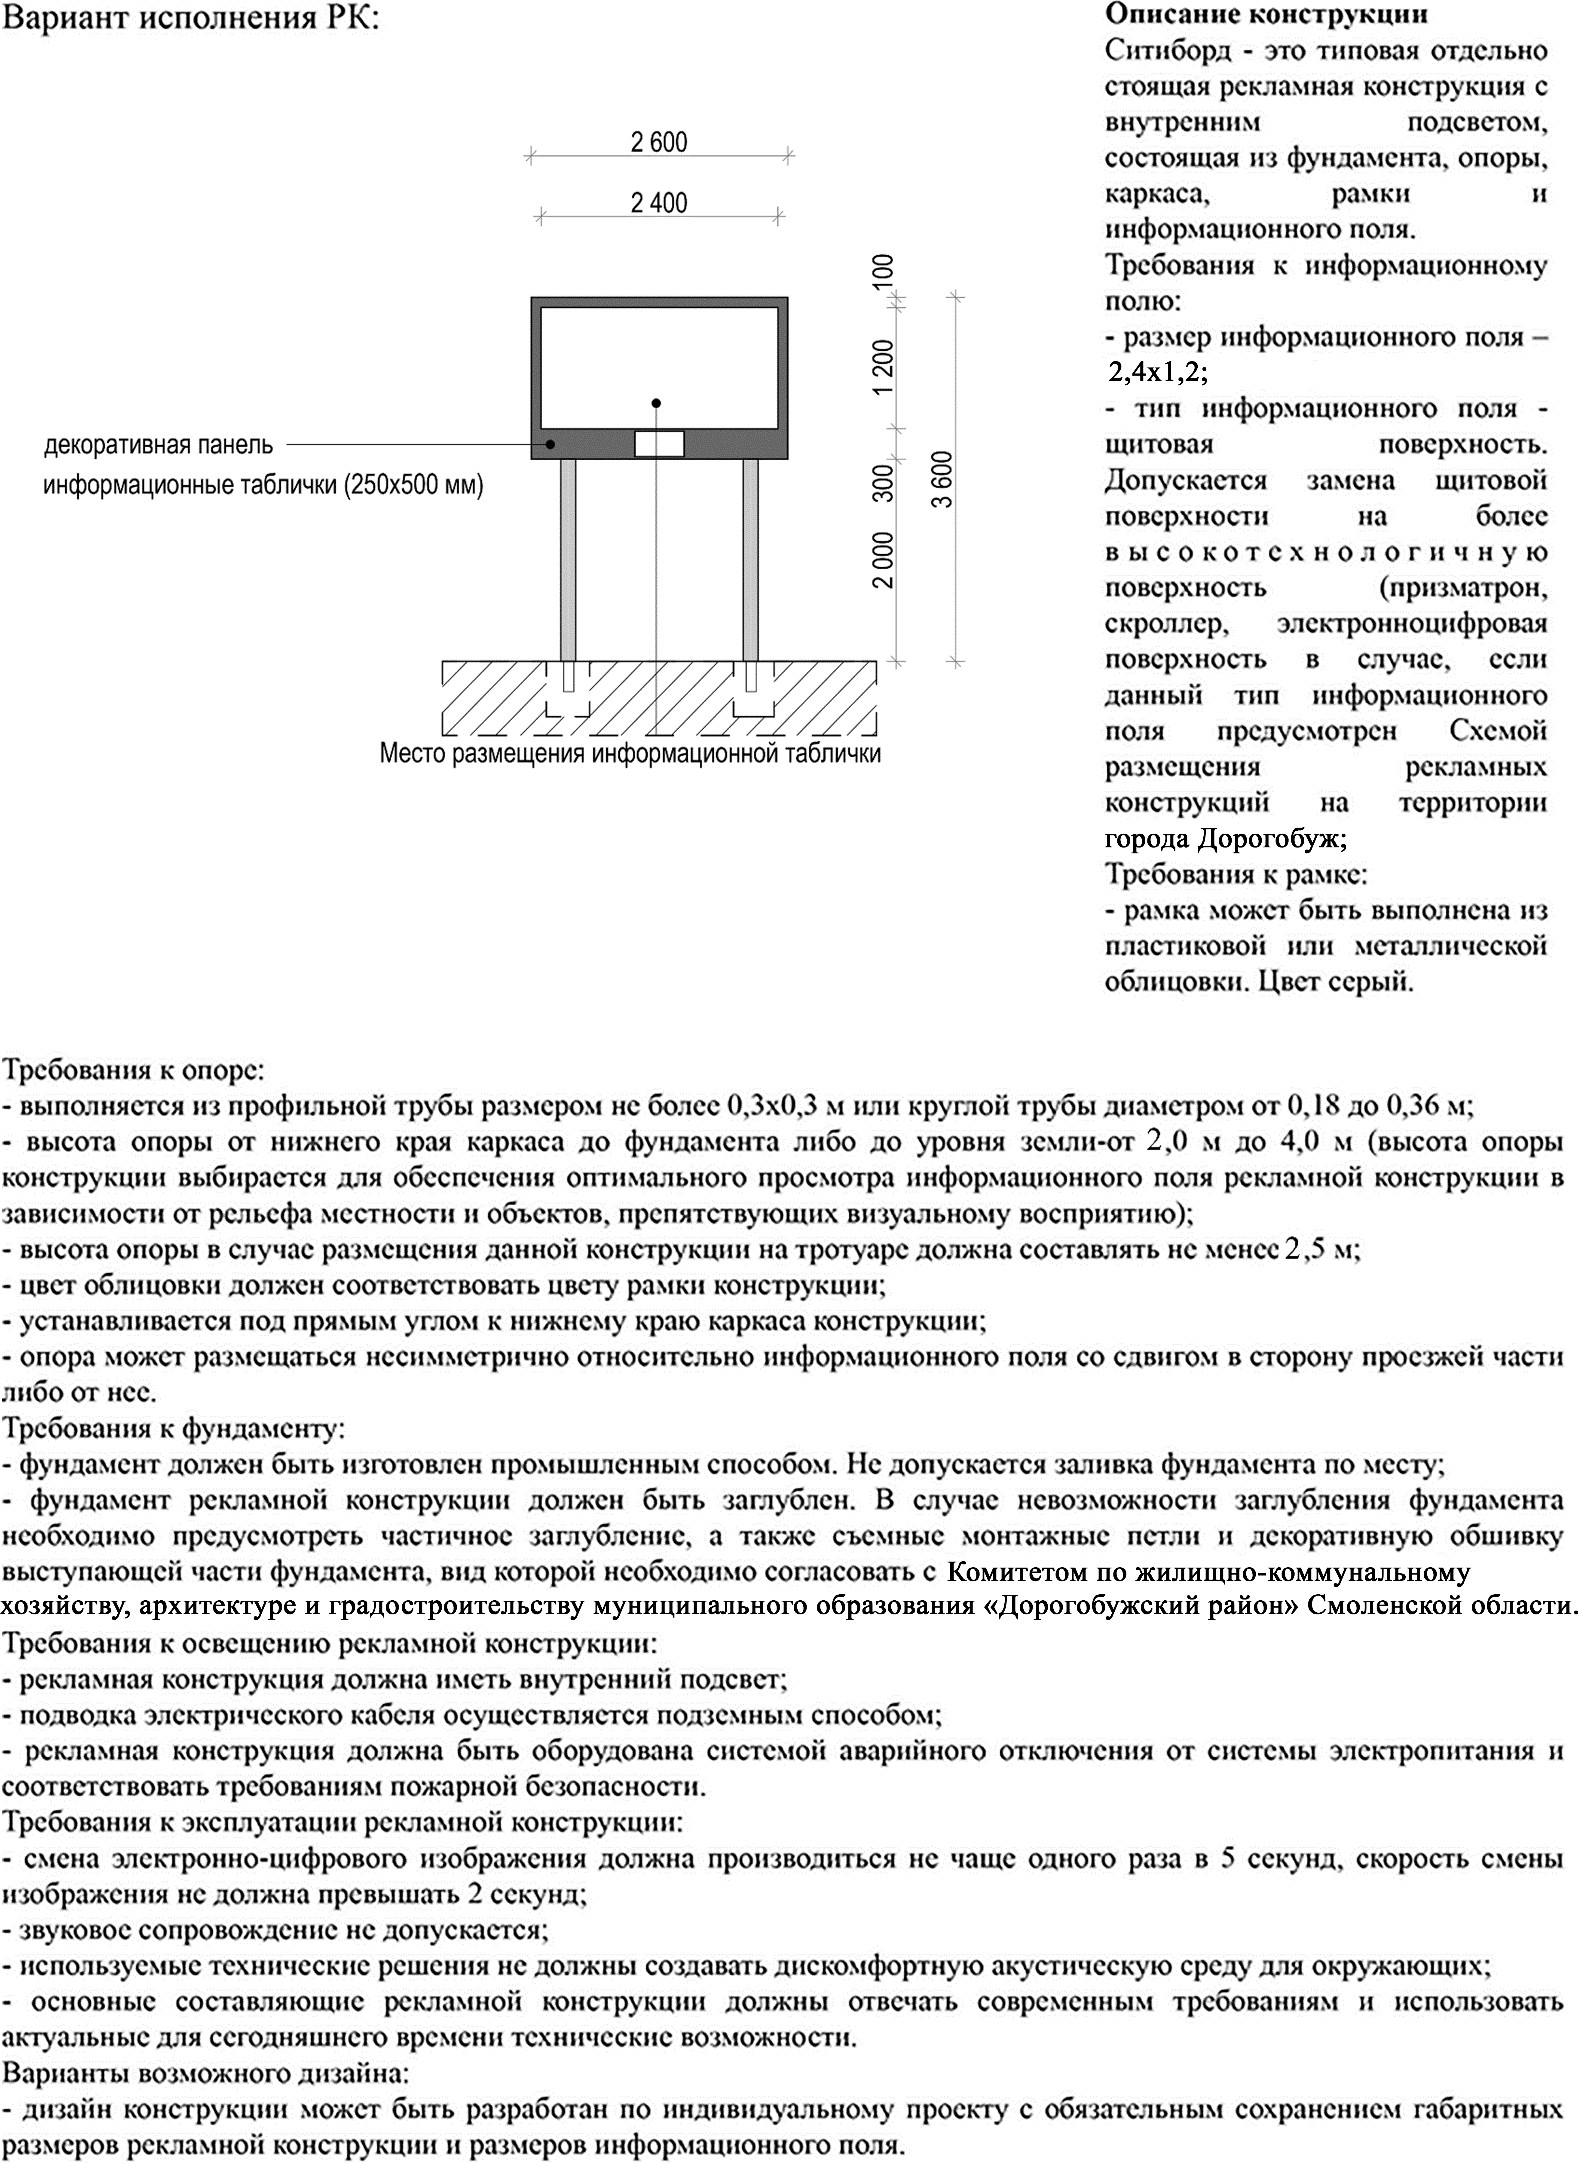 Вариант исполнения РК:
2 600
2 400
100
1 200
300
2 000
3 600
декоративная панель
информационные таблички (250х500 мм)
Место размещения информационной таблички
Описание конструкции
Ситиборд - это типовая отдельно
стоящая рекламная конструкция с
внутренним подсветом,
состоящая из фундамента, опоры,
каркаса, рамки и
информационного поля.
Требования к информационному
полю:
- размер информационного поля –
2,4х1,2;
- тип информационного поля -
щитовая поверхность.
Допускается замена щитовой
поверхности на более
высокотехнологичную
поверхность (призматрон,
скроллер, электронноцифровая
поверхность в случае, если
данный тип информационного
поля предусмотрен Схемой
размещения рекламных
конструкций на территории
города Дорогобуж;
Требования к рамке:
- рамка может быть выполнена из
пластиковой или металлической
облицовки. Цвет серый.
Требования к опоре:
- выполняется из профильной трубы размером не более 0,3х0,3 м или круглой трубы диаметром от 0,18 до 0,36 м;
- высота опоры от нижнего края каркаса до фундамента либо до уровня земли-от 2,0 м до 4,0 м (высота опоры
конструкции выбирается для обеспечения оптимального просмотра информационного поля рекламной конструкции в
зависимости от рельефа местности и объектов, препятствующих визуальному восприятию);
- высота опоры в случае размещения данной конструкции на тротуаре должна составлять не менее 2,5 м;
- цвет облицовки должен соответствовать цвету рамки конструкции;
- устанавливается под прямым углом к нижнему краю каркаса конструкции;
- опора может размещаться несимметрично относительно информационного поля со сдвигом в сторону проезжей части
либо от нее.
Требования к фундаменту:
- фундамент должен быть изготовлен промышленным способом. Не допускается заливка фундамента по месту;
- фундамент рекламной конструкции должен быть заглублен. В случае невозможности заглубления фундамента
необходимо предусмотреть частичное заглубление, а также съемные монтажные петли и декоративную обшивку
выступающей части фундамента, вид которой необходимо согласовать с Комитетом по жилищно-коммунальному
хозяйству, архитектуре и градостроительству муниципального образования «Дорогобужский район» Смоленской области.
Требования к освещению рекламной конструкции:
- рекламная конструкция должна иметь внутренний подсвет;
- подводка электрического кабеля осуществляется подземным способом;
- рекламная конструкция должна быть оборудована системой аварийного отключения от системы электропитания и
соответствовать требованиям пожарной безопасности.
Требования к эксплуатации рекламной конструкции:
- смена электронно-цифрового изображения должна производиться не чаще одного раза в 5 секунд, скорость смены
изображения не должна превышать 2 секунд;
- звуковое сопровождение не допускается;
- используемые технические решения не должны создавать дискомфортную акустическую среду для окружающих;
- основные составляющие рекламной конструкции должны отвечать современным требованиям и использовать
актуальные для сегодняшнего времени технические возможности.
Варианты возможного дизайна:
- дизайн конструкции может быть разработан по индивидуальному проекту с обязательным сохранением габаритных
размеров рекламной конструкции и размеров информационного поля.